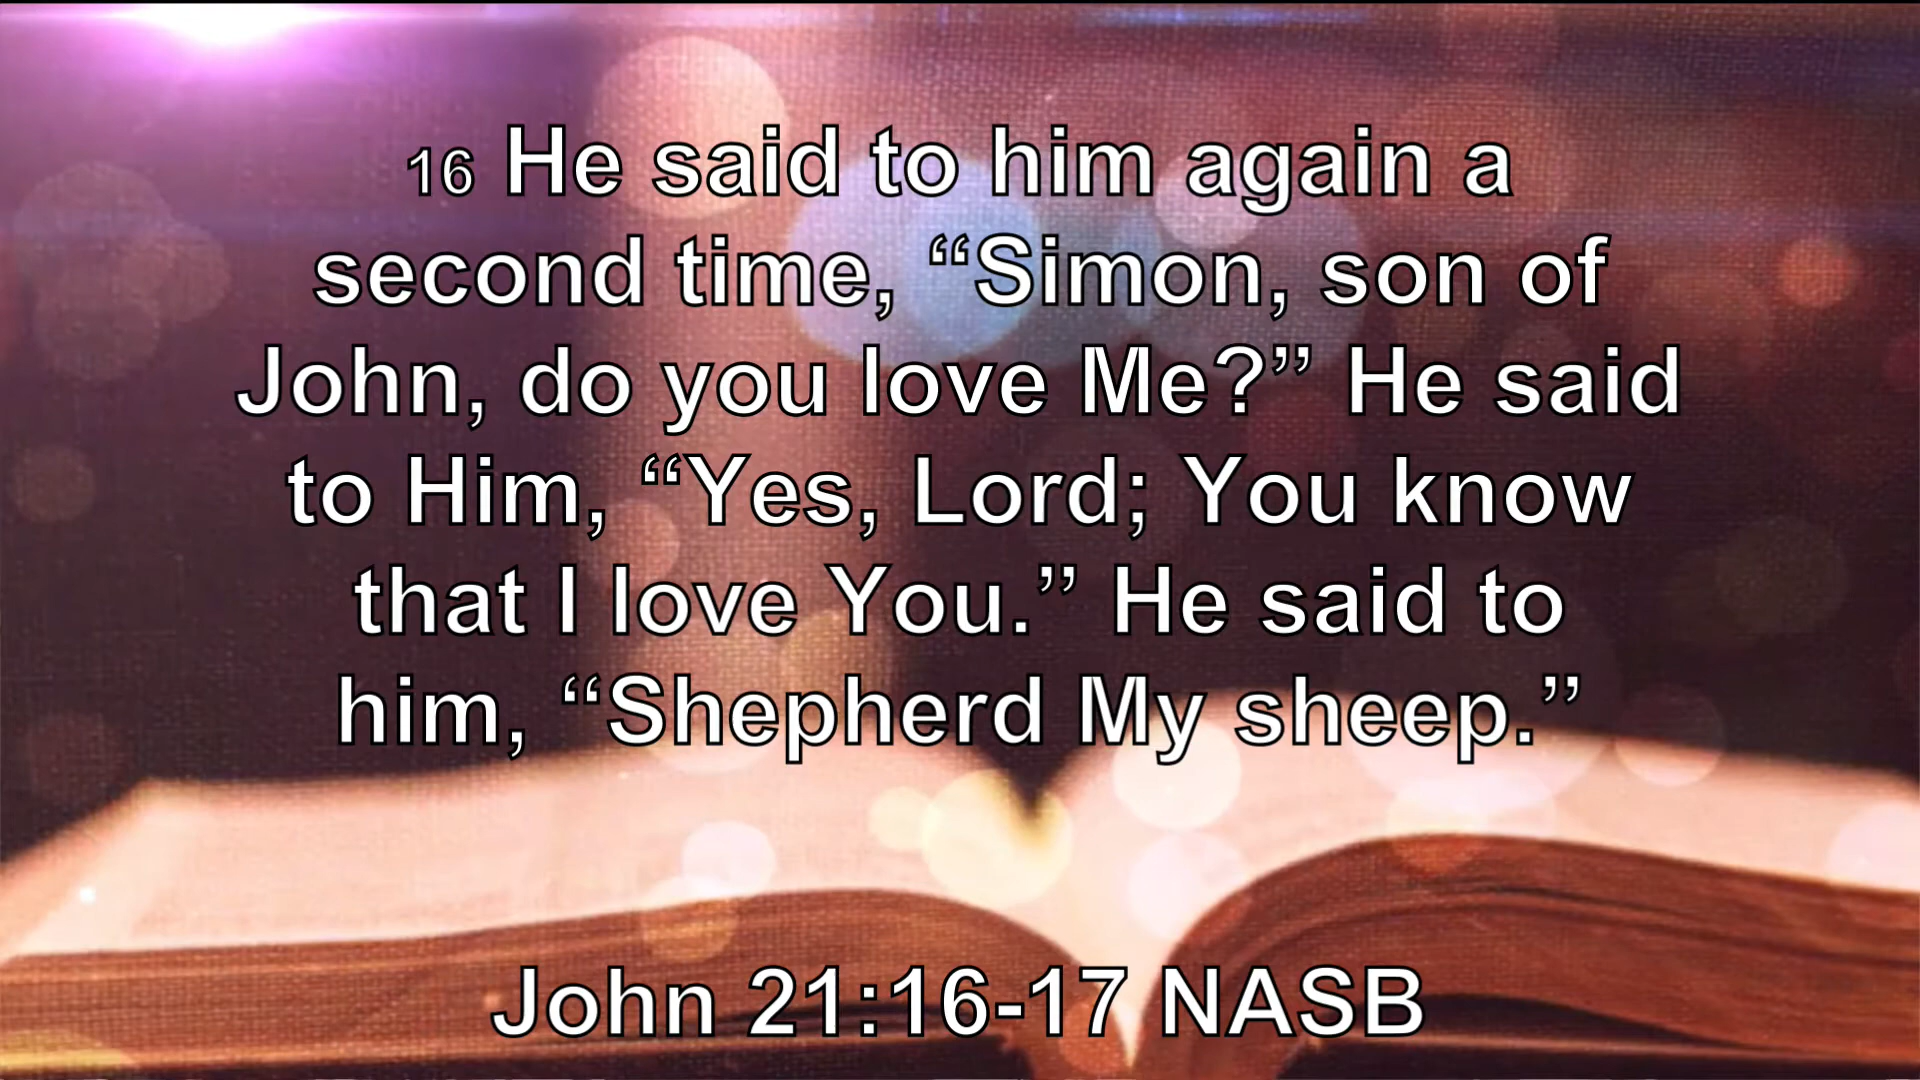 16 He said to him again a
second time, “Simon, son of
John, do you love Me?” He said
to Him, “Yes, Lord; You know
that I love You.” He said to
him, “Shepherd My sheep.”
John 21:16-17 NASB